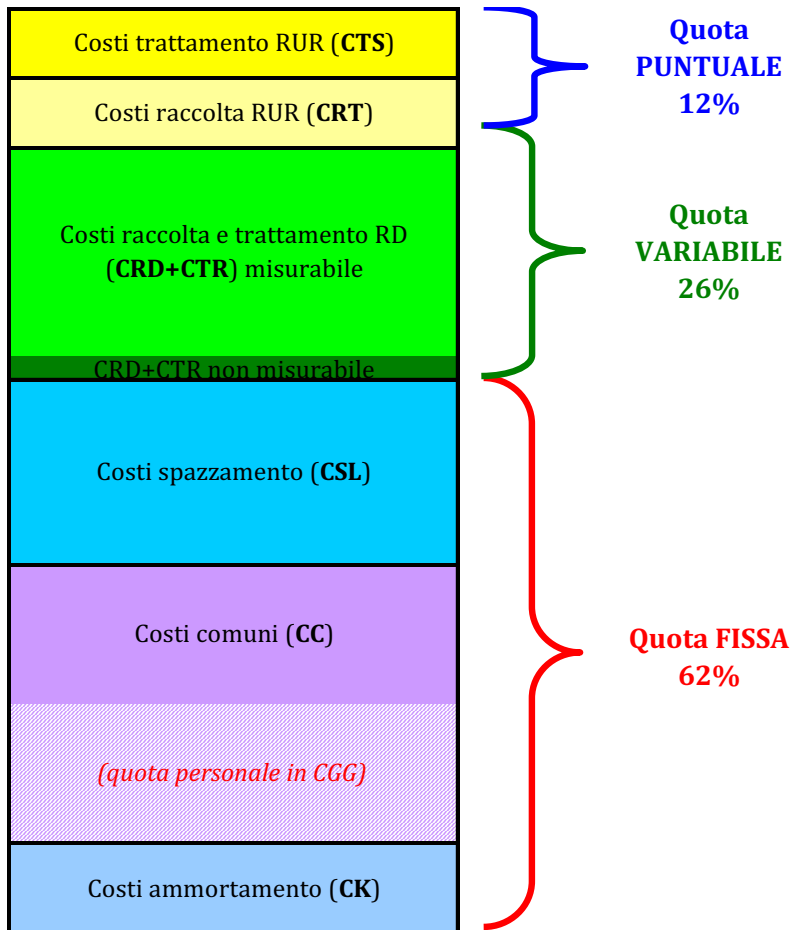 Costi trattamento RUR (CTS)
Costi raccolta RUR (CRT)
Costi raccolta e trattamento RD
(CRD+CTR) misurabile
CRD+CTR non misurabile
Costi spazzamento (CSL)
Costi comuni (CC)
(quota personale in CGG)
Costi ammortamento (CK)
Quota
PUNTUALE
12%
Quota
VARIABILE
26%
Quota FISSA
62%